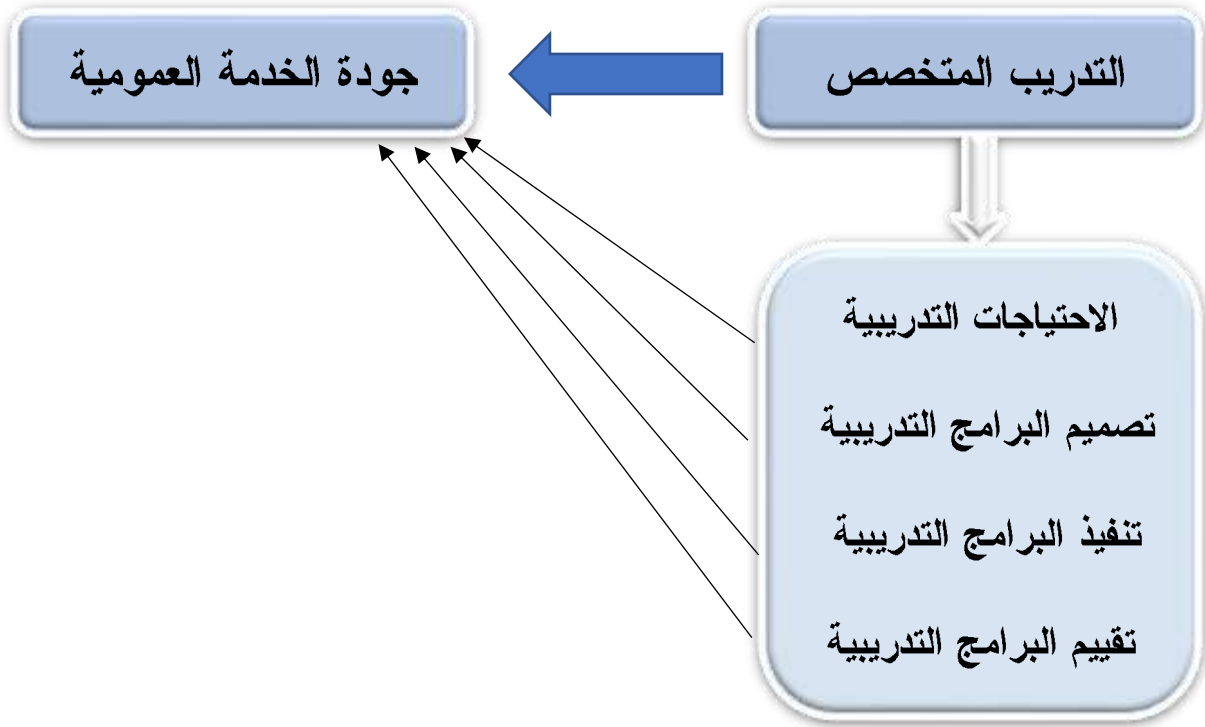 التدريب المتخصص
جودة الخدمة العمومية
الاحتياجات التدريبية
تصميم البرامج التدريبية
تنفيذ البرامج التدريبية
تقييم البرامج التدريبية